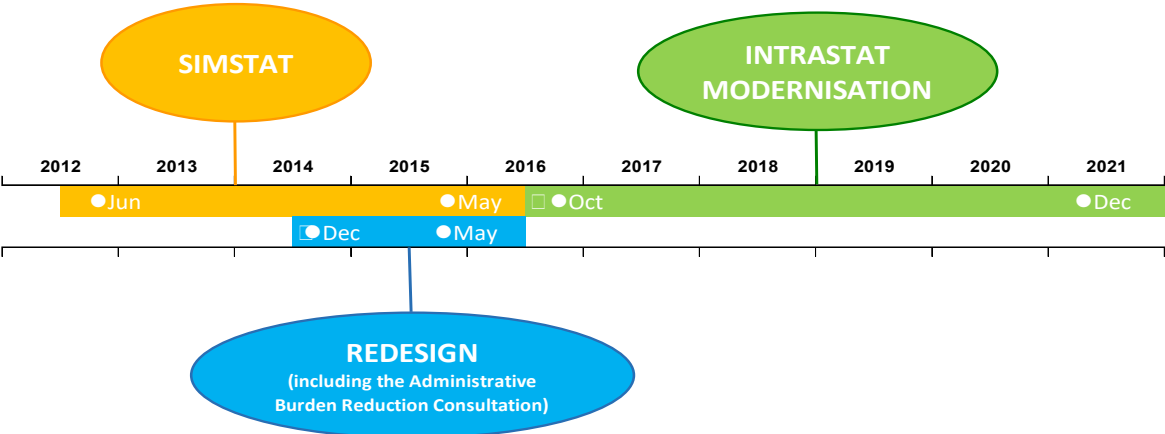 SIMSTAT
INTRASTAT
MODERNISATION
2012 2013 2014 2015 2016 2017 2018 2019 2020 2021
Jun May Oct Dec
Dec May
REDESIGN
(including the Administrative
Burden Reduction Consultation)